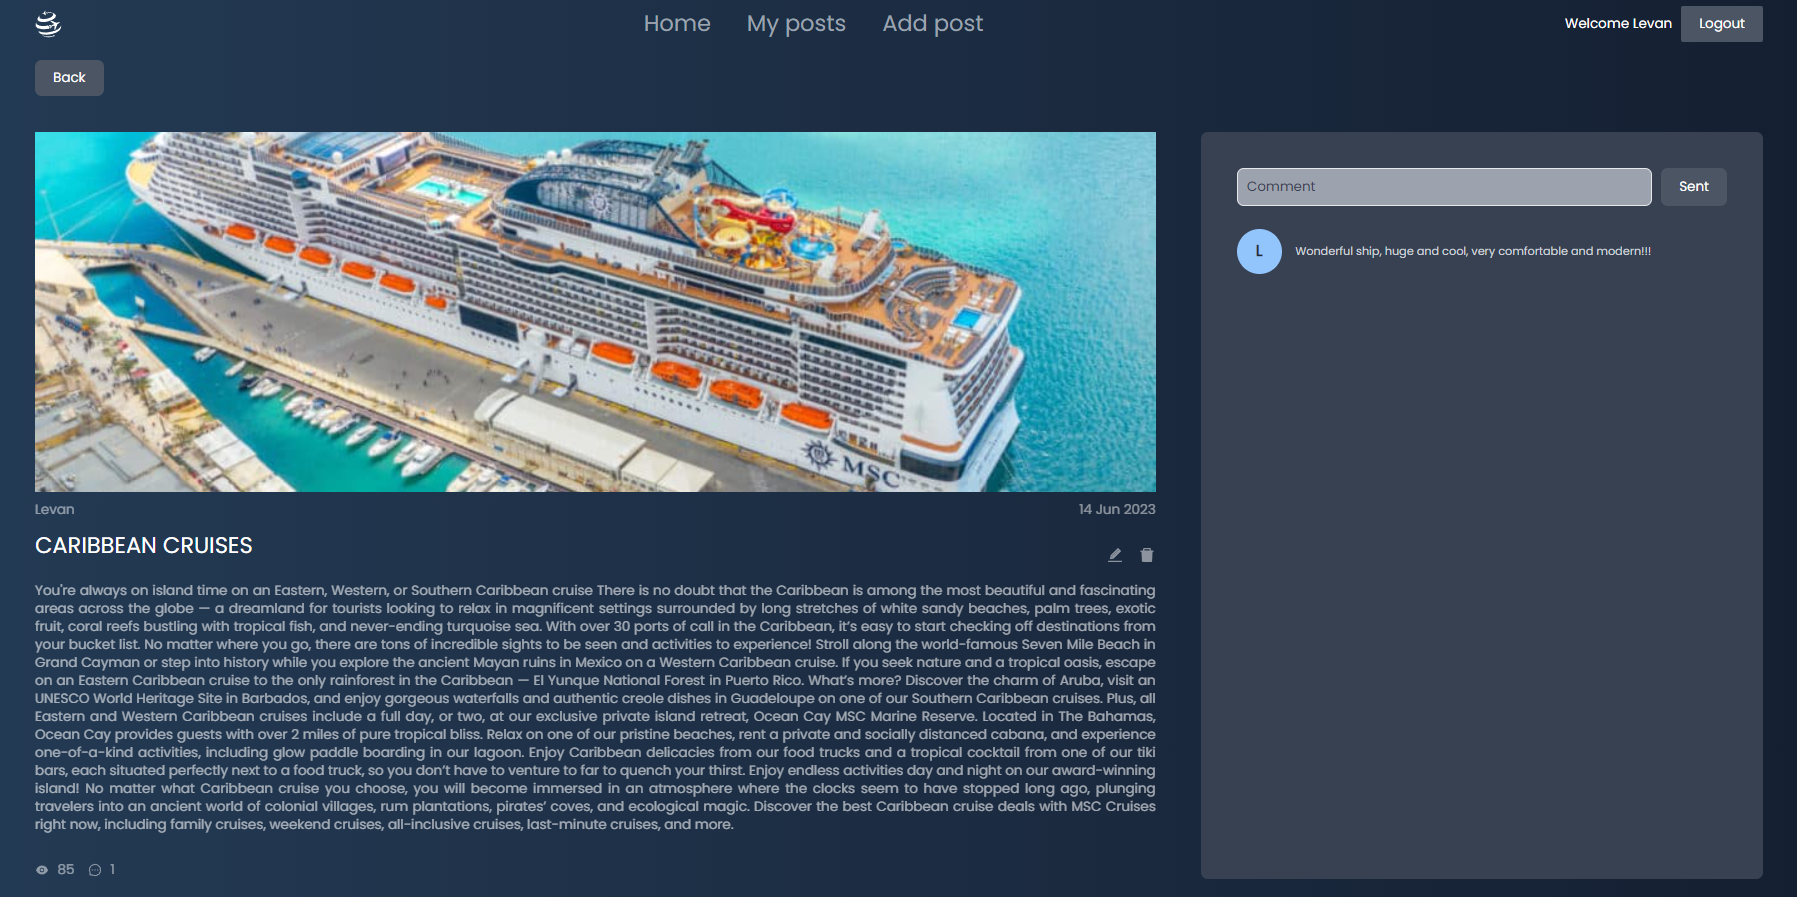 Home My posts Add post
Welcome Levan Logout
Back
MSC
Levan 14 Jun 2023
CARIBBEAN CRUISES
You're always on island time on an Eastern, Western, or Southern Caribbean cruise There is no doubt that the Caribbean is among the most beautiful and fascinating
areas across the globe — a dreamland for tourists looking to relax in magnificent settings surrounded by long stretches of white sandy beaches, palm trees, exotic
fruit, coral reefs bustling with tropical fish, and never-ending turquoise sea. With over 30 ports of call in the Caribbean, it's easy to start checking off destinations from
your bucket list. No matter where you go, there are tons of incredible sights to be seen and activities to experience! Stroll along the world-famous Seven Mile Beach in
Grand Cayman or step into history while you explore the ancient Mayan ruins in Mexico on a Western Caribbean cruise. If you seek nature and a tropical oasis, escape
on an Eastern Caribbean cruise to the only rainforest in the Caribbean — El Yunque National Forest in Puerto Rico. What's more? Discover the charm of Aruba, visit an
UNESCO World Heritage Site in Barbados, and enjoy gorgeous waterfalls and authentic creole dishes in Guadeloupe on one of our Southern Caribbean cruises. Plus, all
Eastern and Western Caribbean cruises include a full day, or two, at our exclusive private island retreat, Ocean Cay MSC Marine Reserve. Located in The Bahamas,
Ocean Cay provides guests with over 2 miles of pure tropical bliss. Relax on one of our pristine beaches, rent a private and socially distanced cabana, and experience
one-of-a-kind activities, including glow paddle boarding in our lagoon. Enjoy Caribbean delicacies from our food trucks and a tropical cocktail from one of our tiki
bars, each situated perfectly next to a food truck, so you don't have to venture to far to quench your thirst. Enjoy endless activities day and night on our award-winning
island! No matter what Caribbean cruise you choose, you will become immersed in an atmosphere where the clocks seem to have stopped long ago, plunging
travelers into an ancient world of colonial villages, rum plantations, pirates' coves, and ecological magic. Discover the best Caribbean cruise deals with MSC Cruises
right now, including family cruises, weekend cruises, all-inclusive cruises, last-minute cruises, and more.
85 1
Comment Sent
L Wonderful ship, huge and cool, very comfortable and modern!!!